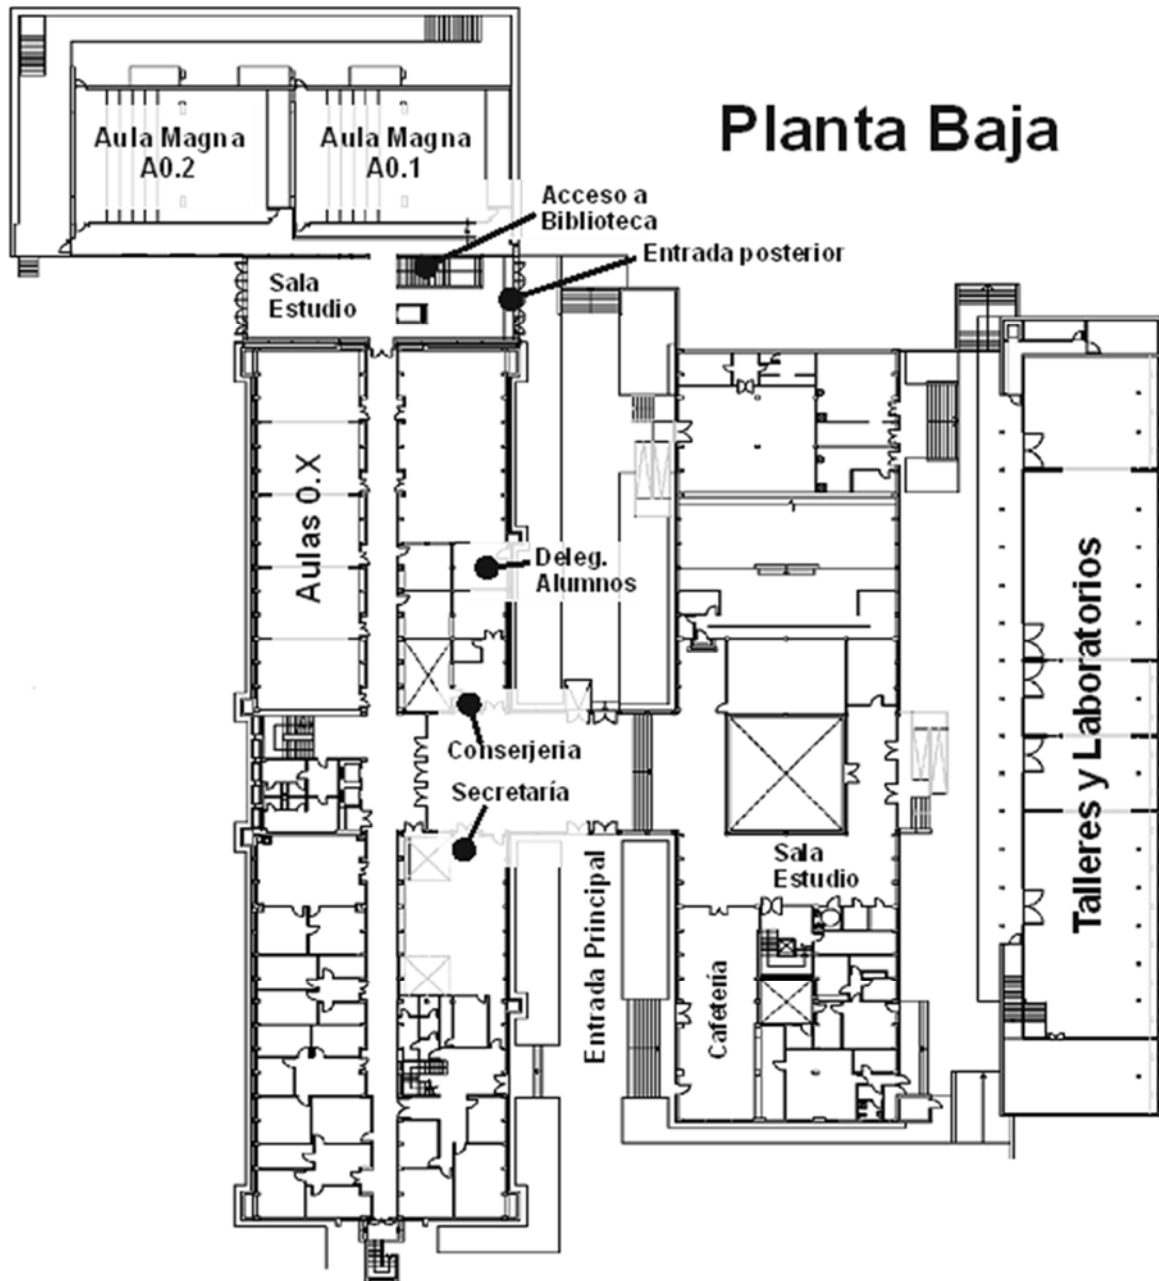 Planta Baja
Aula Magna
A0.2
Aula Magna
A0.1
Acceso a
Biblioteca
Entrada posterior
Sala
Estudio
Aulas 0.X
Deleg.
Alumnos
Conserjeria
Secretaría
Entrada Principal
Sala
Estudio
Cafetería
Talleres y Laboratorios